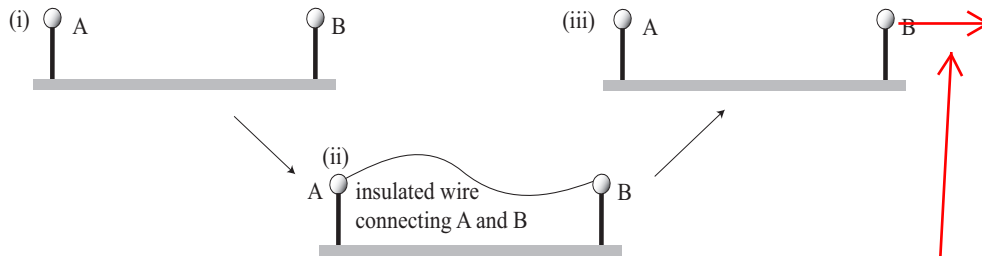 (i) A B
(iii) A B
(ii)
A insulated wire B
connecting A and B